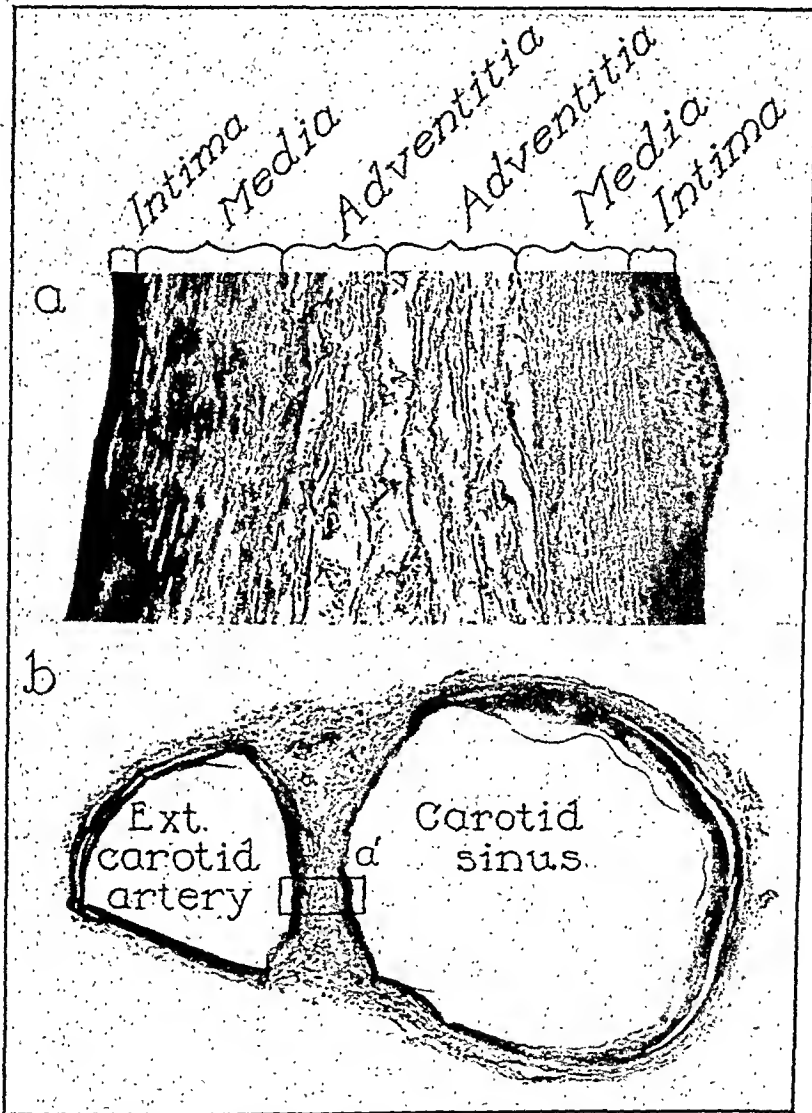 Intima
Media
Adventitia
Adventitia
Media
Intima
a
b
Ext.
carotid
artery
a'
Carotid
sinus